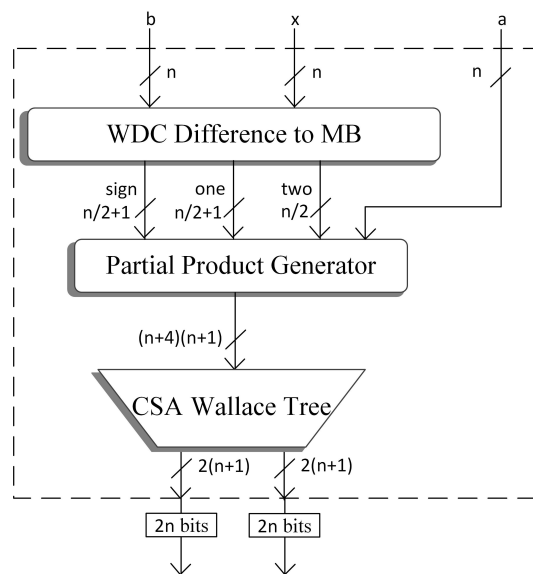 b x a
n n n
WDC Difference to MB
sign one two
n/2+1 n/2+1 n/2
Partial Product Generator
(n+4)(n+1)
CSA Wallace Tree
2(n+1) 2(n+1)
2n bits 2n bits